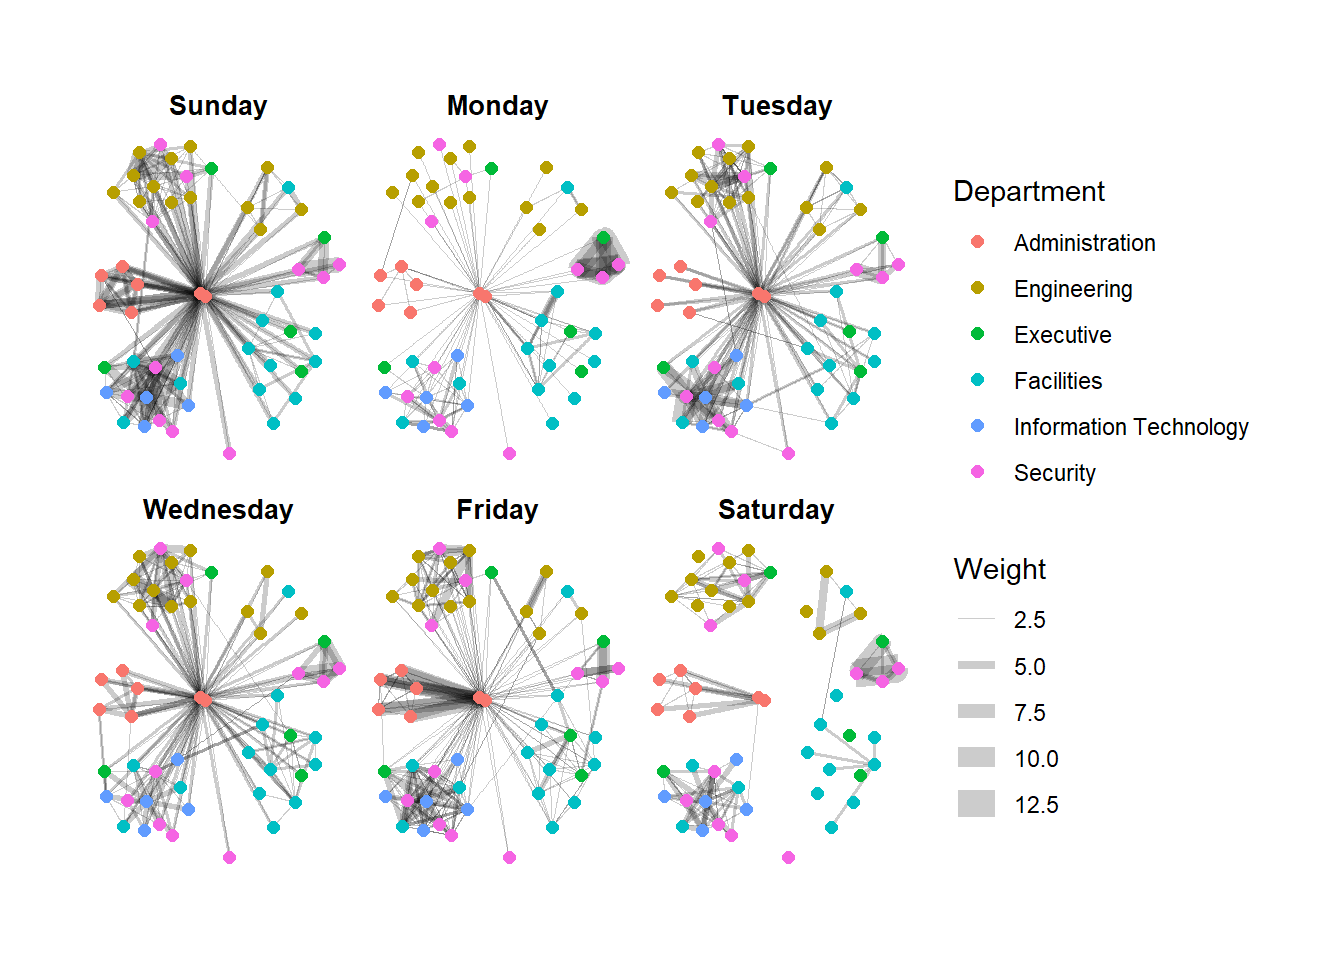 Sunday
Monday
Tuesday
Wednesday
Friday
Saturday
Department
Administration
Engineering
Executive
Facilities
Information Technology
Security
Weight
2.5
5.0
7.5
10.0
12.5